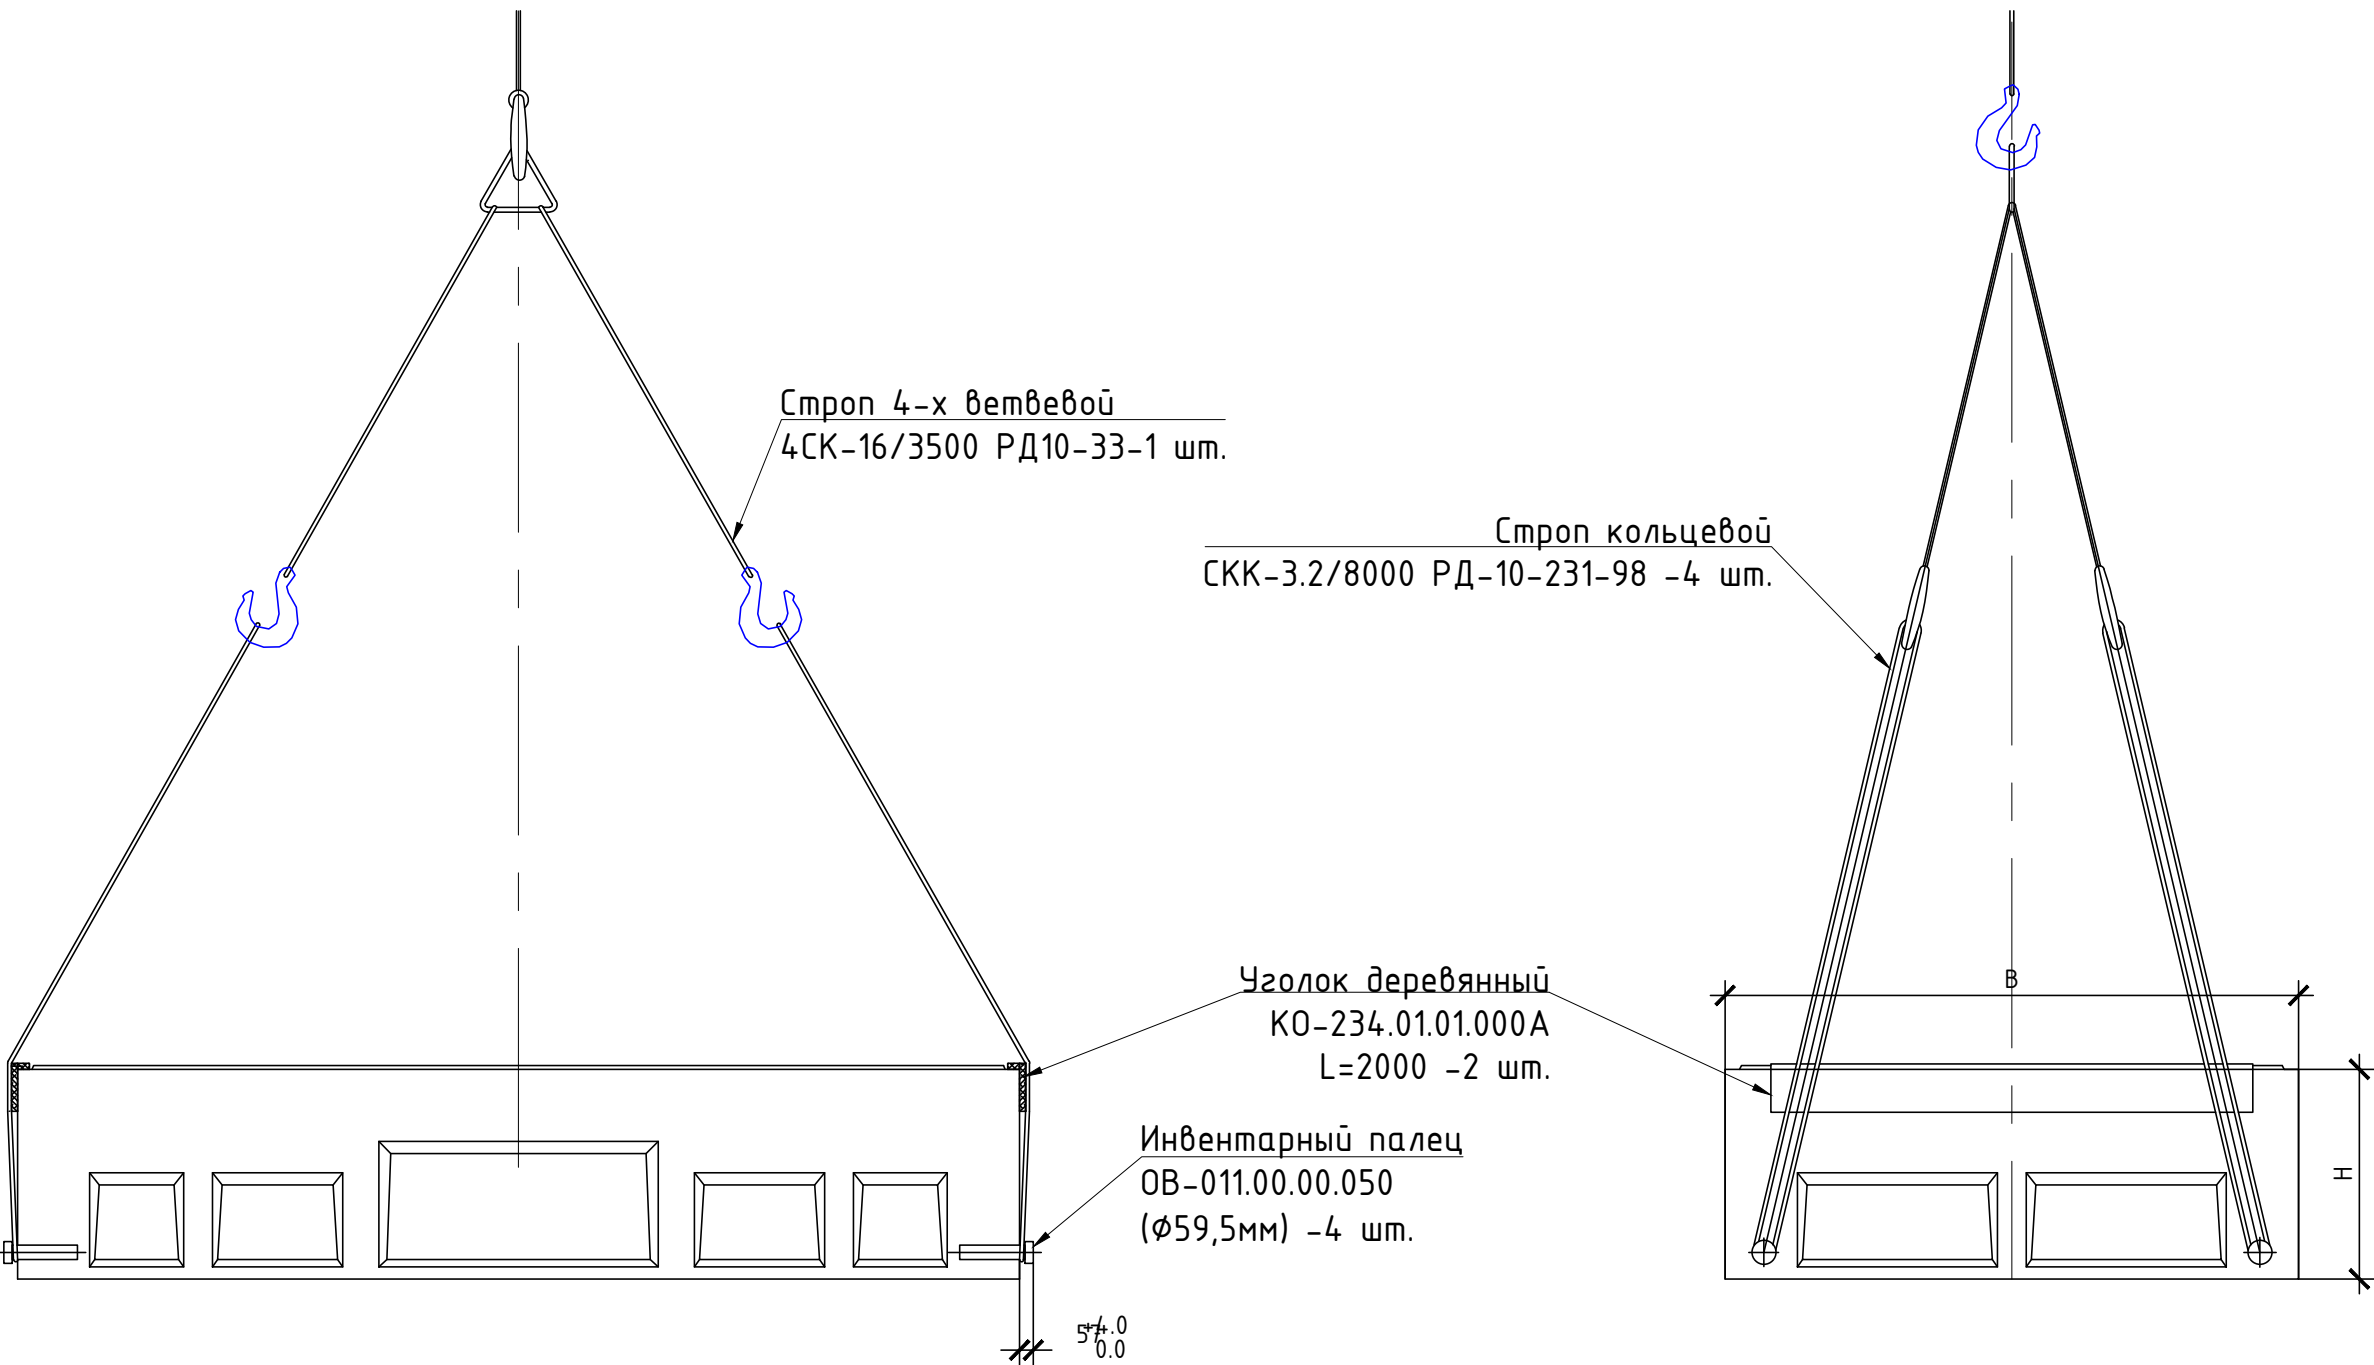 Строп 4-х ветвевой
4СК-16/3500 РД10-33-1 шт.
Строп кольцевой
СКК-3.2/8000 РД-10-231-98 -4 шт.
Уголок деревянный
КО-234.01.01.000А
L=2000 -2 шт.
В
Инвентарный палец
ОВ-011.00.00.050
(Ф59,5мм) -4 шт.
Н
0.0